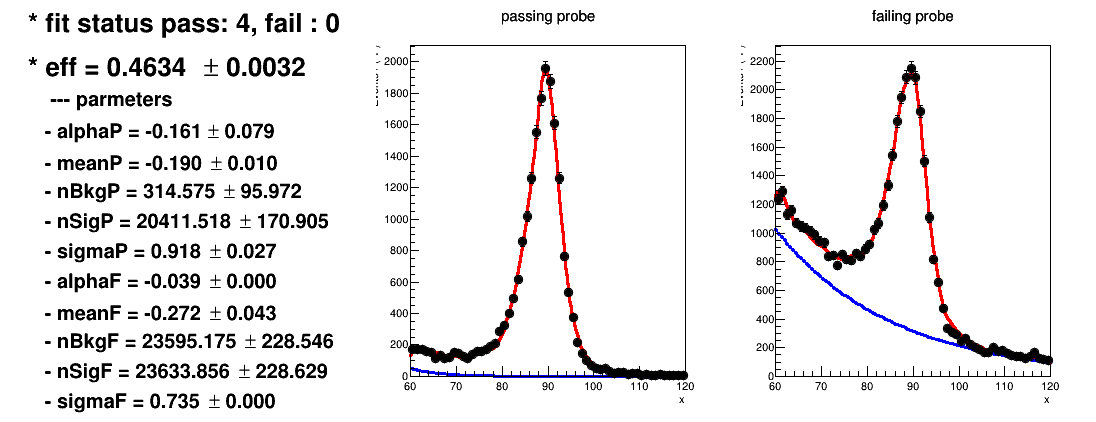 * fit status pass: 4, fail : 0
* eff = 0.4634 ± 0.0032
--- parmeters
- alphaP = -0.161 ± 0.079
- meanP = -0.190 ± 0.010
- nBkgP = 314.575 ± 95.972
- nSigP = 20411.518 ± 170.905
- sigmaP = 0.918 ± 0.027
- alphaF = -0.039 ± 0.000
- meanF = -0.272 ± 0.043
- nBkgF = 23595.175 ± 228.546
- nSigF = 23633.856 ± 228.629
- sigmaF = 0.735 ± 0.000
passing probe
2000
1800
1600
1400
1200
1000
800
600
400
200
0
60 70 80 90 100 110 120
x
failing probe
2200
2000
1800
1600
1400
1200
1000
800
600
400
200
0
60 70 80 90 100 110 120
x